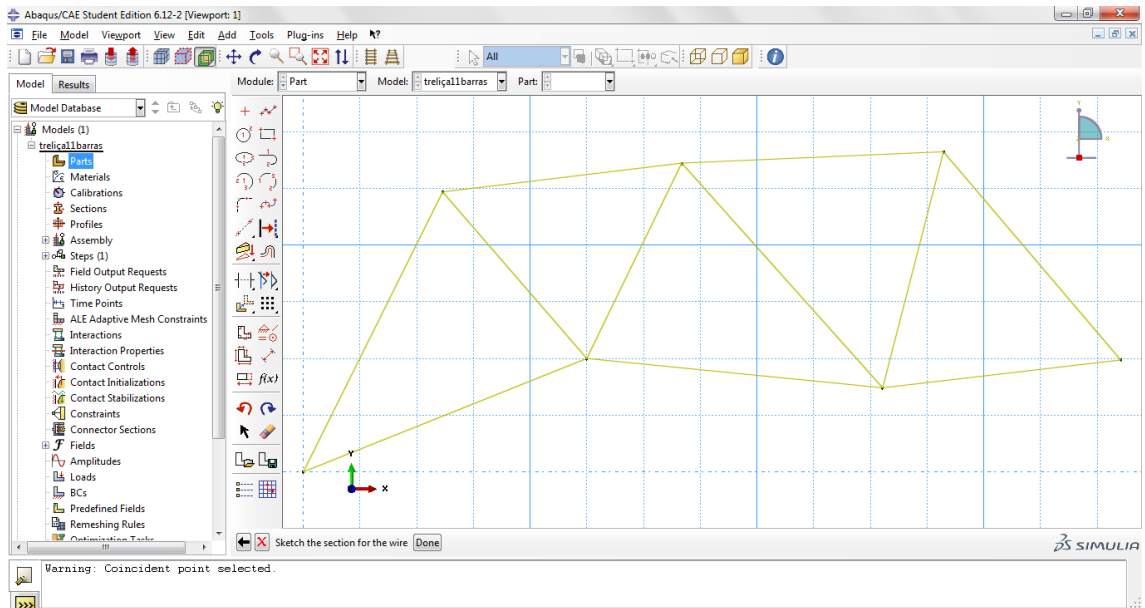 Abaqus/CAE Student Edition 6.12-2 [Viewport: 1]
File Model Viewport View Edit Add Tools Plug-ins Help
All
Model Results
Module: Part Model: treliça11barras Part:
Model Database
Models (1)
treliça11barras
Parts
Materials
Calibrations
Sections
Profiles
Assembly
Steps (1)
Field Output Requests
History Output Requests
Time Points
ALE Adaptive Mesh Constraints
Interactions
Interaction Properties
Contact Controls
Contact Initializations
Contact Stabilizations
Constraints
Connector Sections
Fields
Amplitudes
Loads
BCs
Predefined Fields
Remeshing Rules
Optimization Tasks
f(x)
Y
X
Y
X
Sketch the section for the wire Done
SIMULIA
Warning: Coincident point selected.
>>>